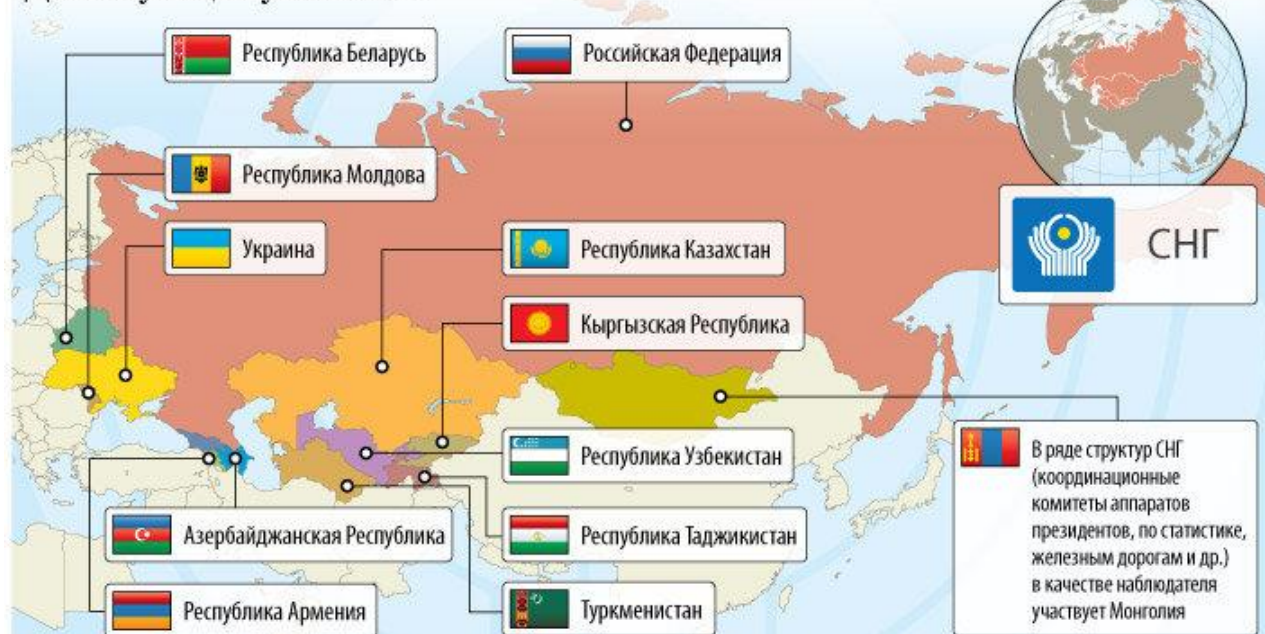 Республика Беларусь
Российская Федерация
Республика Молдова
Украина
Республика Казахстан
СНГ
Кыргызская Республика
Республика Узбекистан
Азербайджанская Республика
Республика Таджикистан
Республика Армения
Туркменистан
В ряде структур СНГ
(координационные
комитеты аппаратов
президентов, по статистике,
железным дорогам и др.)
в качестве наблюдателя
участвует Монголия